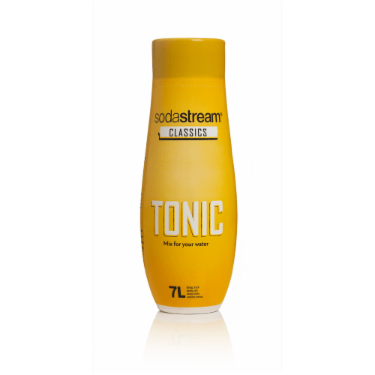 sodastream®
CLASSICS
TONIC
Mix for your water
7L